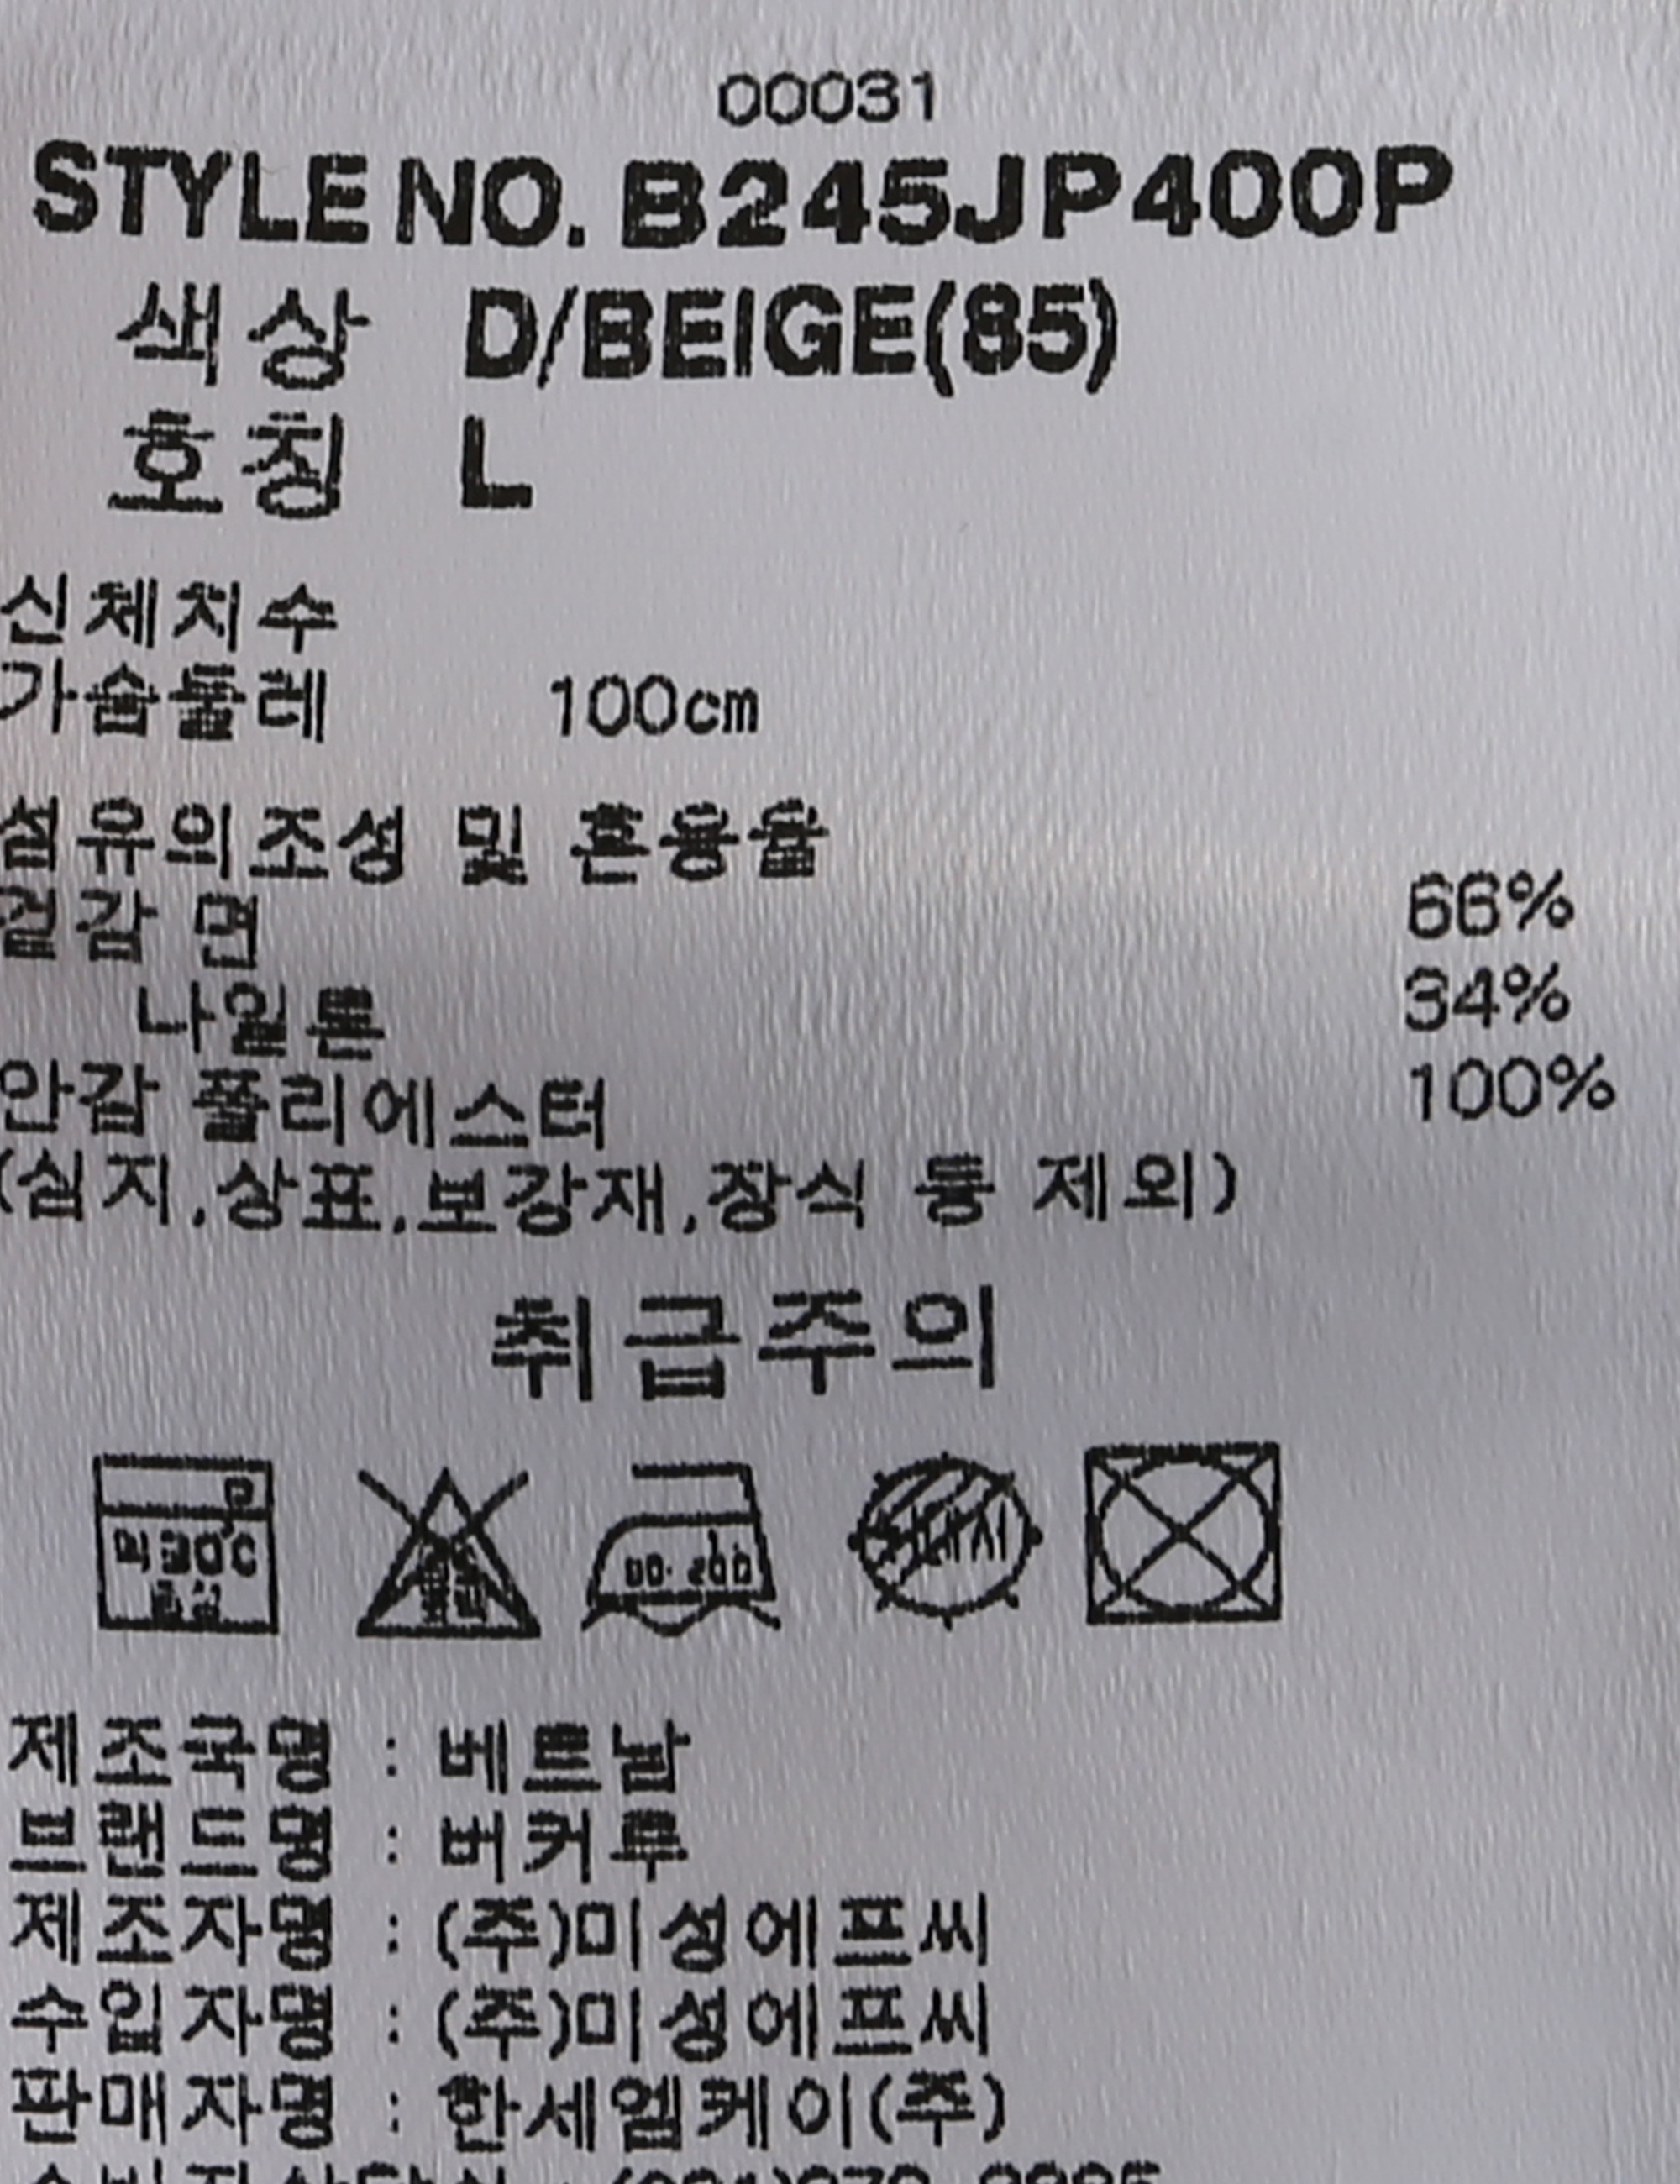 00031
STYLE NO. B245JP400P
색상 D/BEIGE(85)
호칭 L
신체치수
가슴둘레 100cm
섬유의조성 및 혼용율
겉감 면 66%
나일론 34%
안감 폴리에스터 100%
(심지,상표,보강재,장식 등 제외)
취급주의
제조국명 : 베트남
브랜드명 : 버커루
제조자명 : (주)미성에프씨
수입자명 : (주)미성에프씨
판매자명 : 한세엠케이(주)